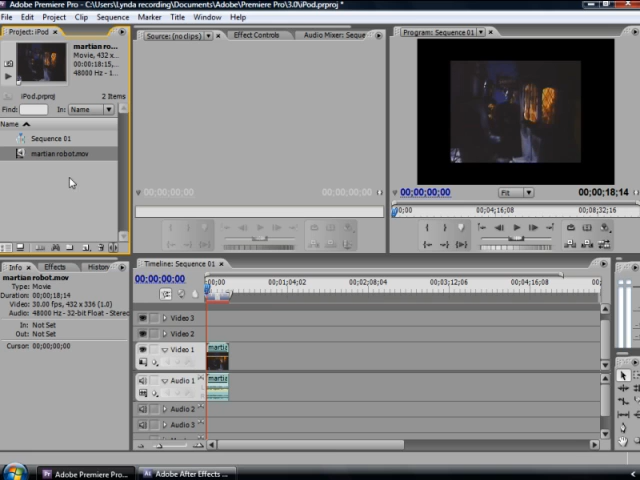 Adobe Premiere Pro - C:\Users\Lynda recording\Documents\Adobe\Premiere Pro\3.0\iPod.prproj *
File Edit Project Clip Sequence Marker Title Window Help
Project: iPod × Source: (no clips) × Effect Controls Audio Mixer: Seque Program: Sequence 01 ×
martian ro...
Movie, 432 x...
00:00:18:15,...
48000 Hz - 1...
iPod.prproj 2 Items
Find: In: Name
Name
Sequence 01
martian robot.mov
00;00;00;00 00;00;00;00 00;00;00;00 Fit 00;00;18;14
00;00 00;04;16;08 00;08;32;16
Info × Effects History Timeline: Sequence 01 ×
martian robot.mov
Type: Movie
Duration: 00;00;18;14
Video: 30.00 fps, 432 x 336 (1.0)
Audio: 48000 Hz - 32-bit Float - Stereo
In: Not Set
Out: Not Set
Cursor: 00;00;00;00
00;00;00;00 00;00 00;01;04;02 00;02;08;04 00;03;12;06 00;04;16;08 00;
Video 3
Video 2
Video 1 marti
Audio 1 martia
Audio 2
Audio 3
Adobe Premiere Pro... Adobe After Effects ...